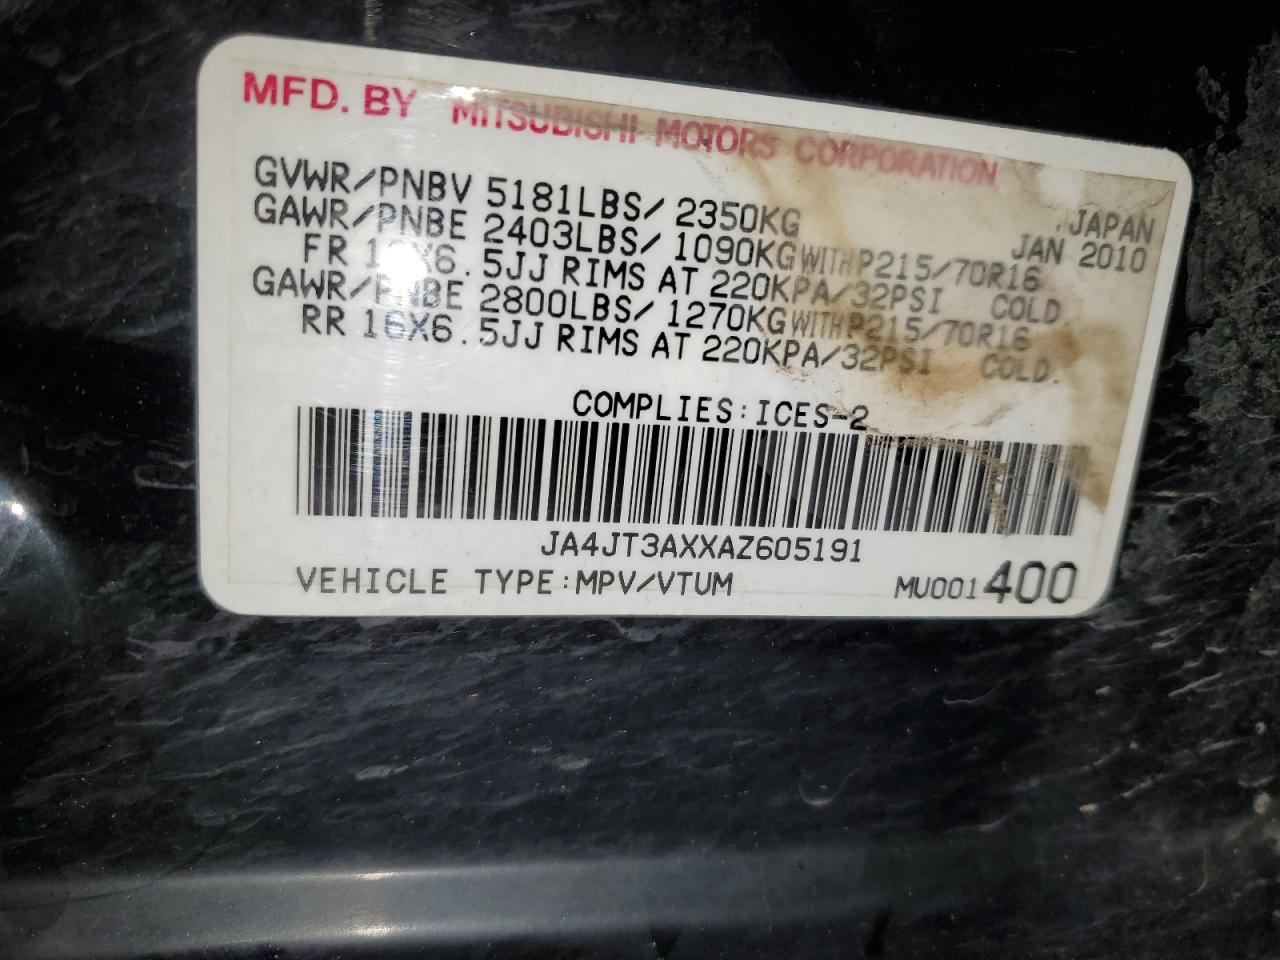 MFD. BY MITSUBISHI MOTORS CORPORATION
JAPAN
JAN 2010
GVWR/PNBV 5181LBS/ 2350KG
GAWR/PNBE 2403LBS/ 1090KG WITH P215/70R16
FR 16X6.5JJ RIMS AT 220KPA/32PSI COLD
GAWR/PNBE 2800LBS/ 1270KG WITH P215/70R16
RR 16X6.5JJ RIMS AT 220KPA/32PSI COLD.
COMPLIES:ICES-2
JA4JT3AXXAZ605191
VEHICLE TYPE:MPV/VTUM MU001400